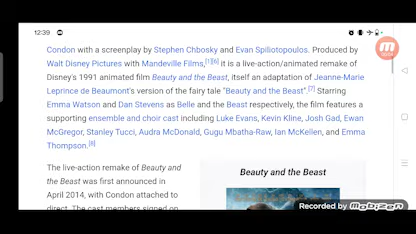 12:39
Condon with a screenplay by Stephen Chbosky and Evan Spiliotopoulos. Produced by
Walt Disney Pictures with Mandeville Films,[1][6] it is a live-action/animated remake of
Disney's 1991 animated film Beauty and the Beast, itself an adaptation of Jeanne-Marie
Leprince de Beaumont's version of the fairy tale "Beauty and the Beast".[7] Starring
Emma Watson and Dan Stevens as Belle and the Beast respectively, the film features a
supporting ensemble and choir cast including Luke Evans, Kevin Kline, Josh Gad, Ewan
McGregor, Stanley Tucci, Audra McDonald, Gugu Mbatha-Raw, Ian McKellen, and Emma
Thompson.[8]
The live-action remake of Beauty and
the Beast was first announced in
April 2014, with Condon attached to
direct. The cast members signed on
Beauty and the Beast
Recorded by Mobizen